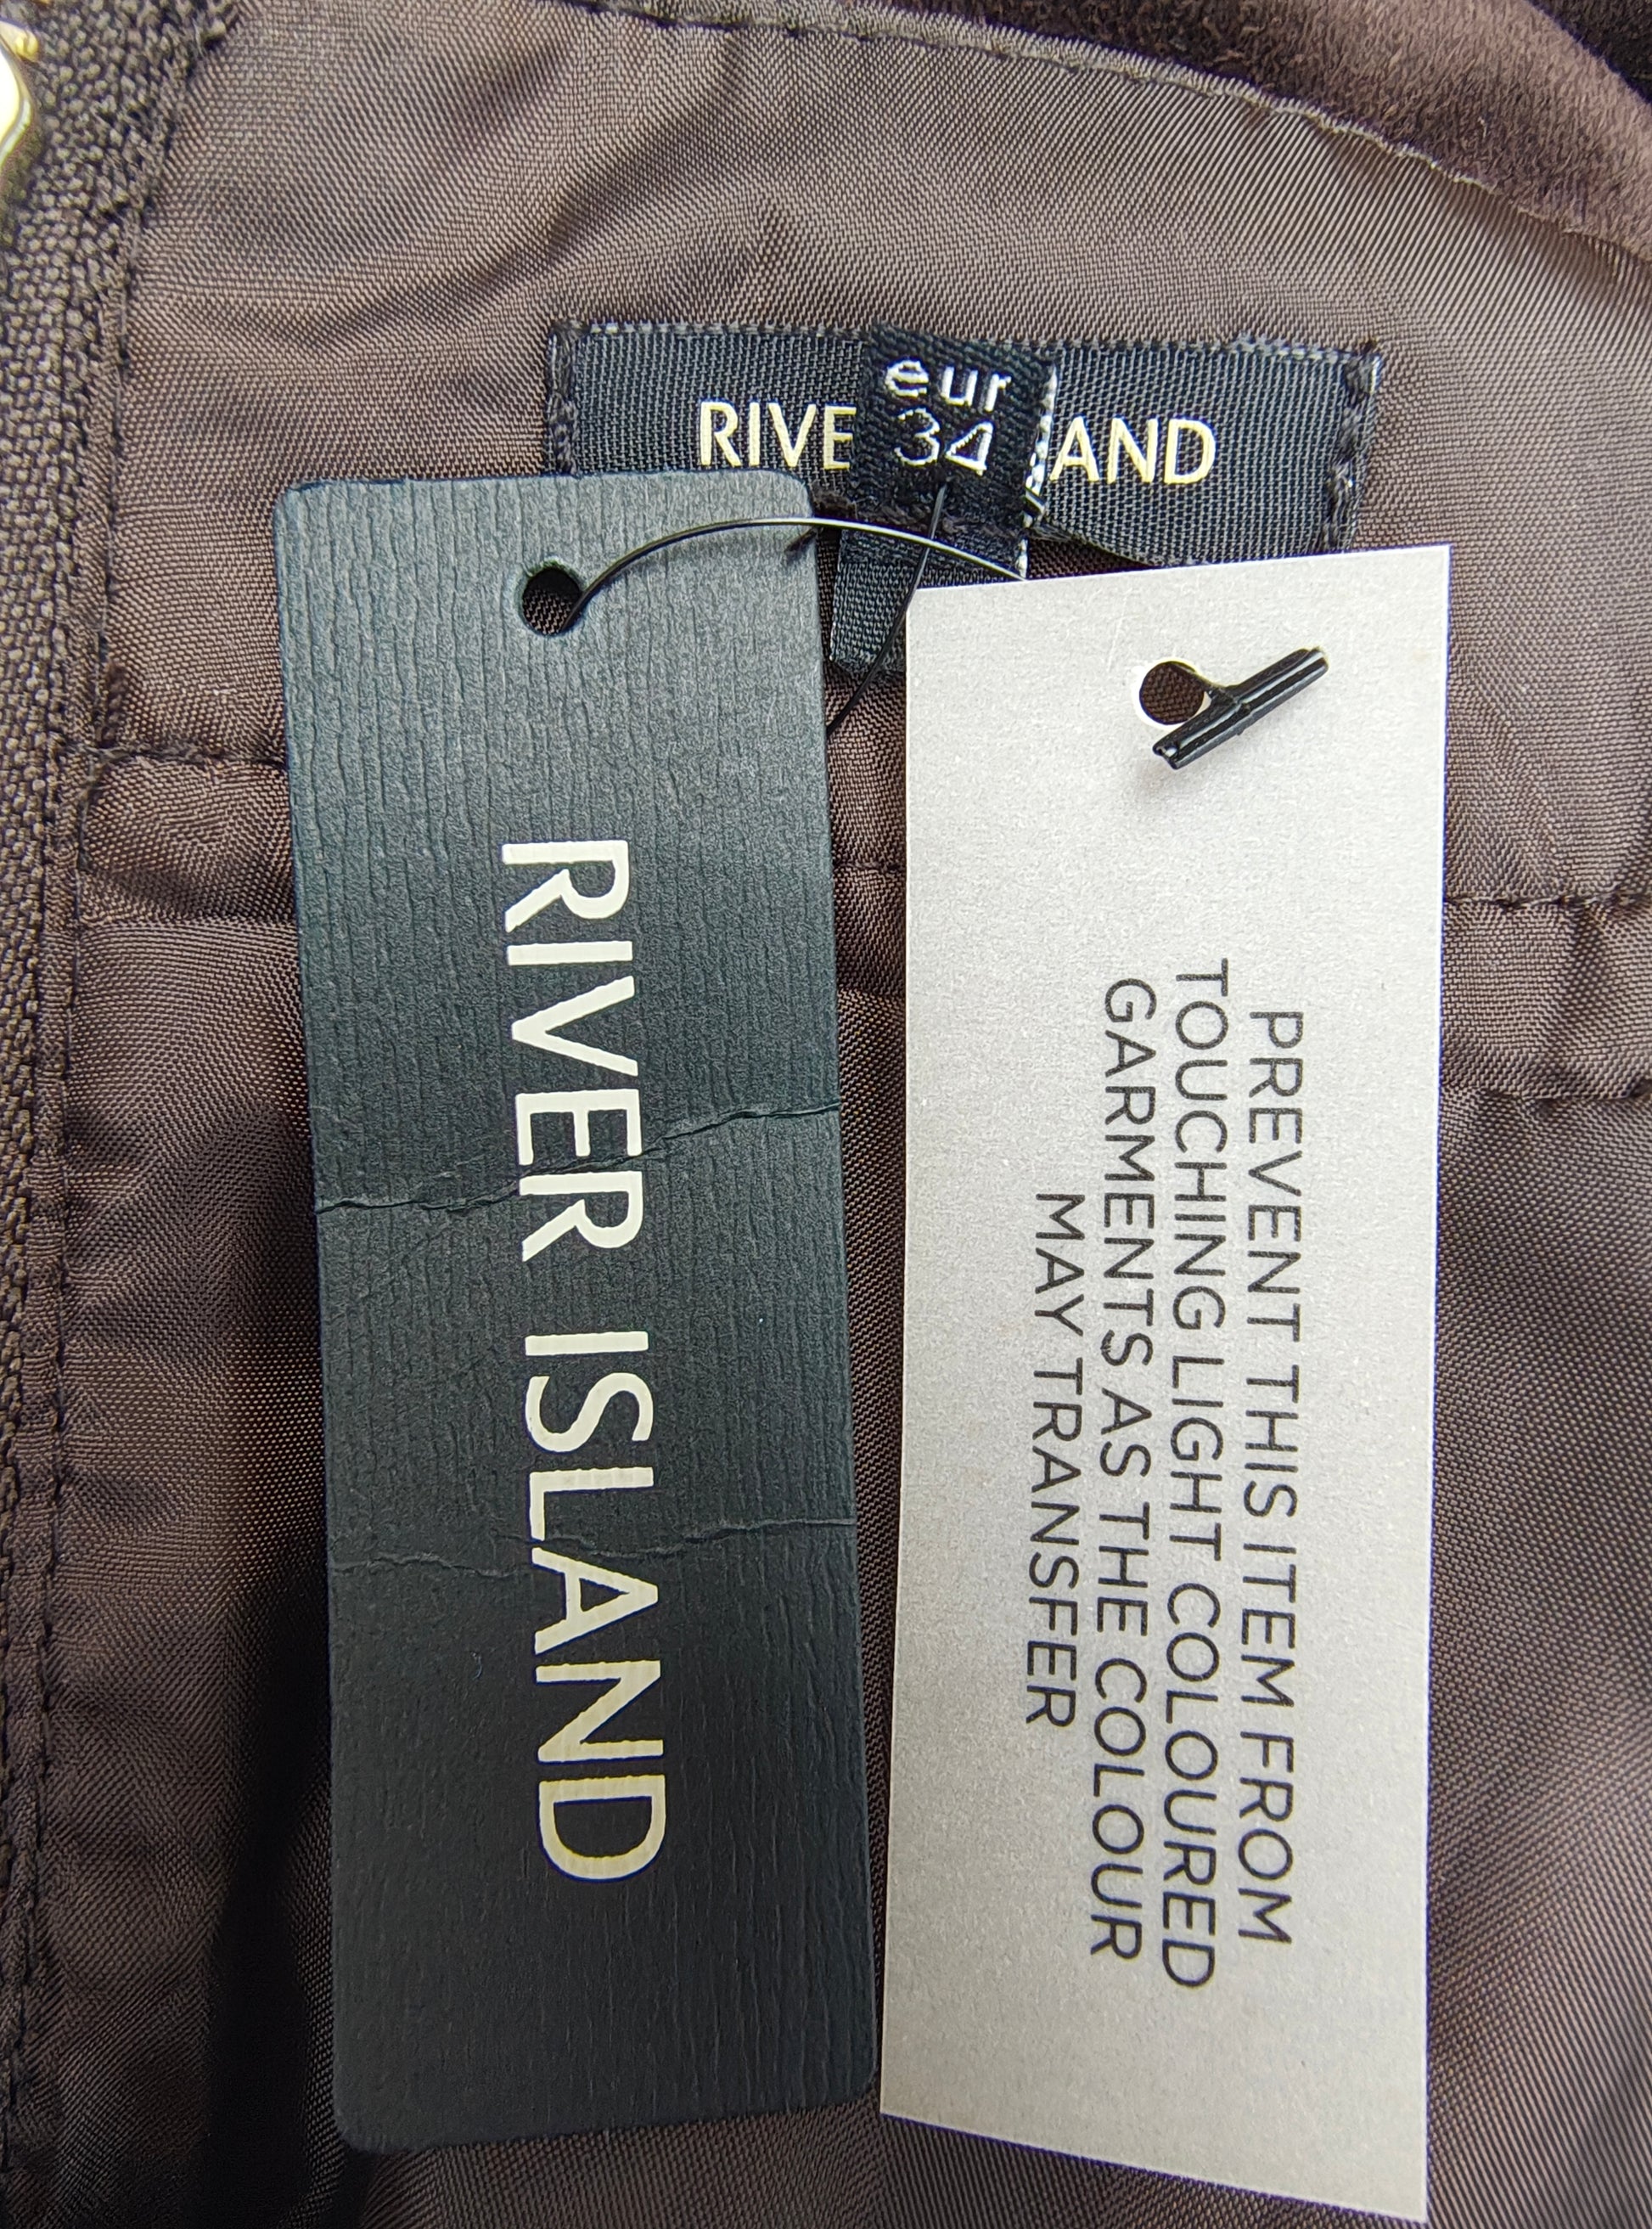 RIVE
eur
34
AND
RIVER ISLAND
PREVENT THIS ITEM FROM
TOUCHING LIGHT COLOURED
GARMENTS AS THE COLOUR
MAY TRANSFER